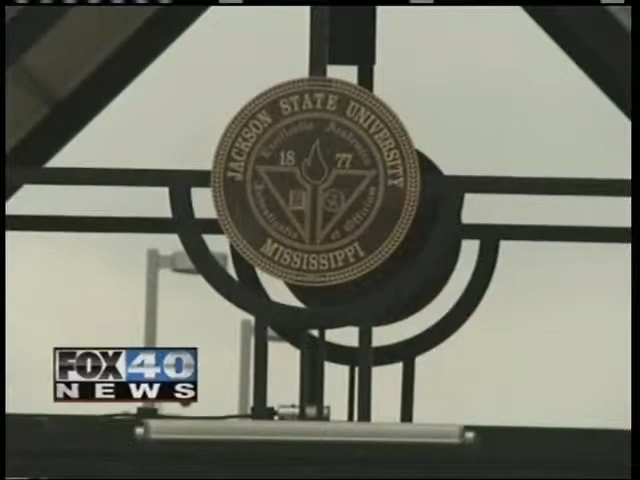 JACKSON STATE UNIVERSITY
18 77
MISSISSIPPI
FOX 40
NEWS